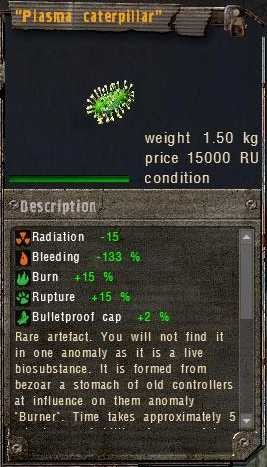 "Plasma caterpillar"
weight 1.50 kg
price 15000 RU
condition
Description
Radiation -15
Bleeding -133 %
Burn +15 %
Rupture +15 %
Bulletproof cap +2 %
Rare artefact. You will not find it
in one anomaly as it is a live
biosubstance. It is formed from
bezoar a stomach of old controllers
at influence on them anomaly
"Burner". Time takes approximately 5